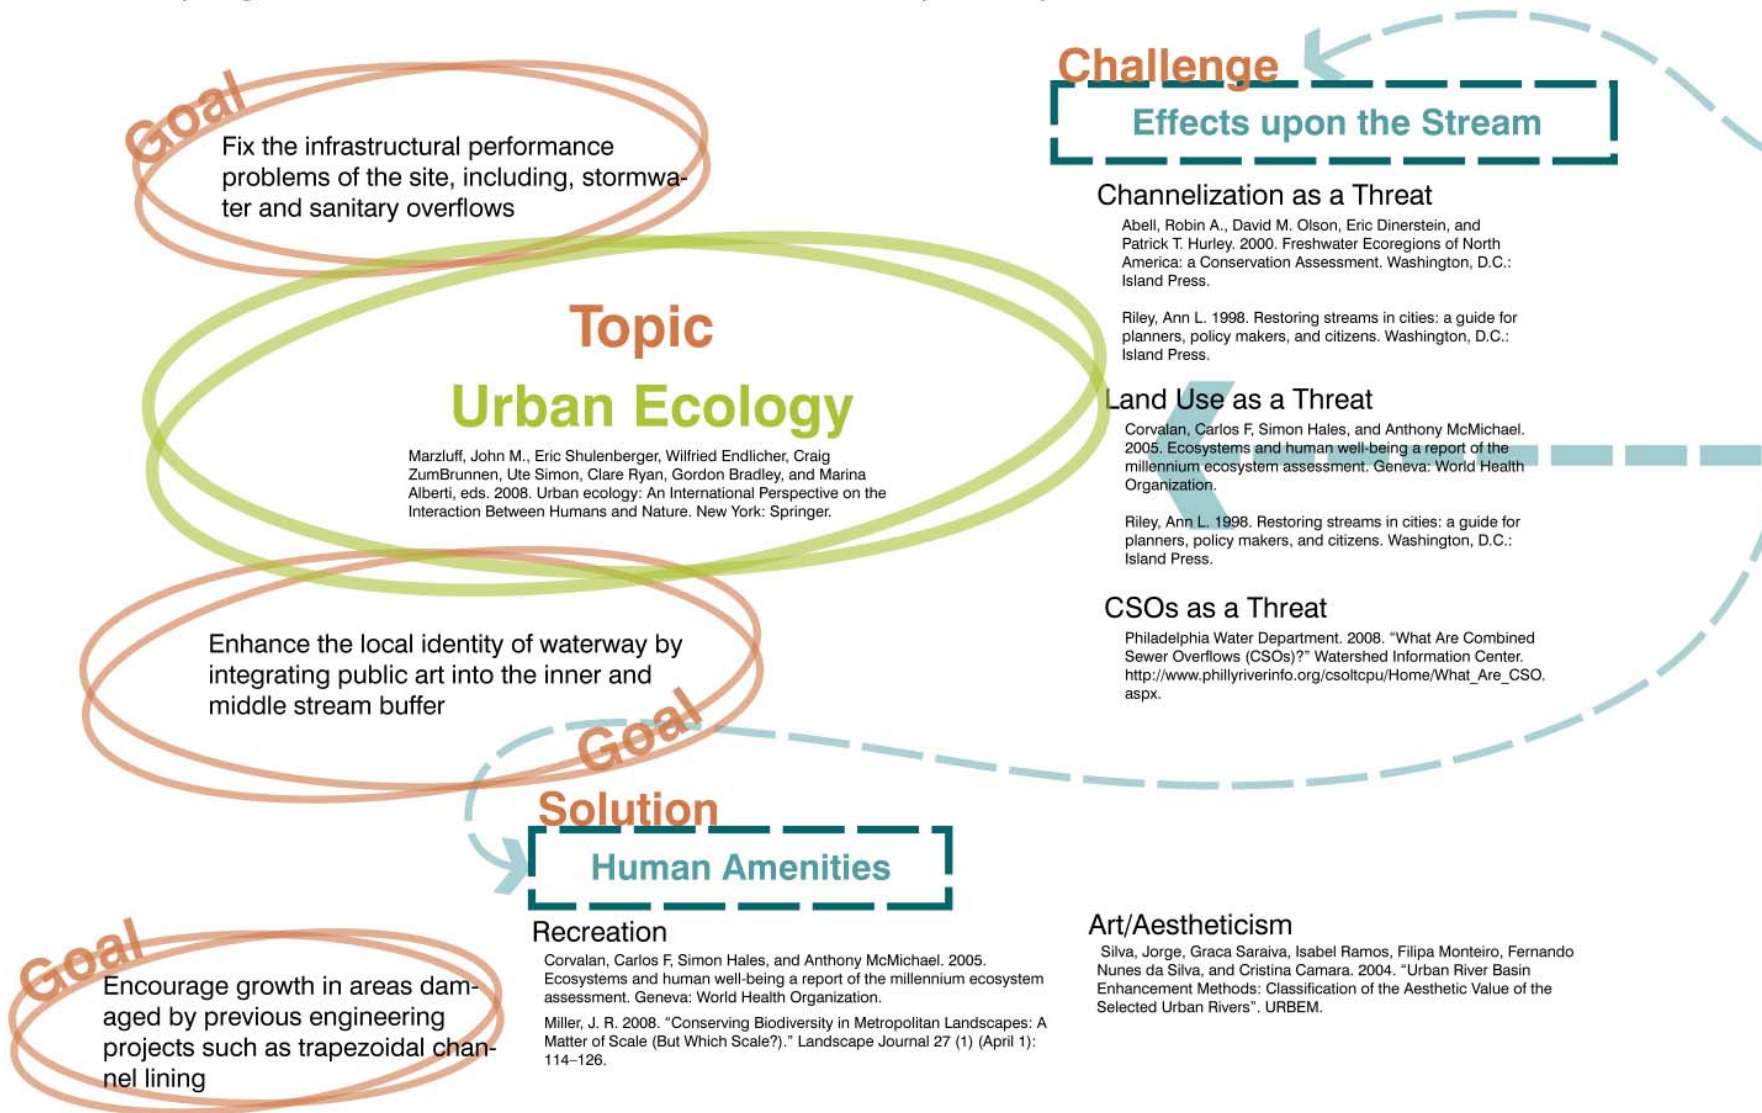 Goal
Fix the infrastructural performance
problems of the site, including, stormwa-
ter and sanitary overflows
Topic
Urban Ecology
Marzluff, John M., Eric Shulenberger, Wilfried Endlicher, Craig
ZumBrunnen, Ute Simon, Clare Ryan, Gordon Bradley, and Marina
Alberti, eds. 2008. Urban ecology: An International Perspective on the
Interaction Between Humans and Nature. New York: Springer.
Enhance the local identity of waterway by
integrating public art into the inner and
middle stream buffer
Goal
Challenge
Effects upon the Stream
Channelization as a Threat
Abell, Robin A., David M. Olson, Eric Dinerstein, and
Patrick T. Hurley. 2000. Freshwater Ecoregions of North
America: a Conservation Assessment. Washington, D.C.:
Island Press.
Riley, Ann L. 1998. Restoring streams in cities: a guide for
planners, policy makers, and citizens. Washington, D.C.:
Island Press.
Land Use as a Threat
Corvalan, Carlos F, Simon Hales, and Anthony McMichael.
2005. Ecosystems and human well-being a report of the
millennium ecosystem assessment. Geneva: World Health
Organization.
Riley, Ann L. 1998. Restoring streams in cities: a guide for
planners, policy makers, and citizens. Washington, D.C.:
Island Press.
CSOs as a Threat
Philadelphia Water Department. 2008. “What Are Combined
Sewer Overflows (CSOs)?” Watershed Information Center.
http://www.phillyriverinfo.org/csoltcpu/Home/What_Are_CSO.
aspx.
Solution
Human Amenities
Recreation
Corvalan, Carlos F, Simon Hales, and Anthony McMichael. 2005.
Ecosystems and human well-being a report of the millennium ecosystem
assessment. Geneva: World Health Organization.
Miller, J. R. 2008. “Conserving Biodiversity in Metropolitan Landscapes: A
Matter of Scale (But Which Scale?).” Landscape Journal 27 (1) (April 1):
114–126.
Art/Aestheticism
Silva, Jorge, Graca Saraiva, Isabel Ramos, Filipa Monteiro, Fernando
Nunes da Silva, and Cristina Camara. 2004. “Urban River Basin
Enhancement Methods: Classification of the Aesthetic Value of the
Selected Urban Rivers”. URBEM.
Goal
Encourage growth in areas dam-
aged by previous engineering
projects such as trapezoidal chan-
nel lining